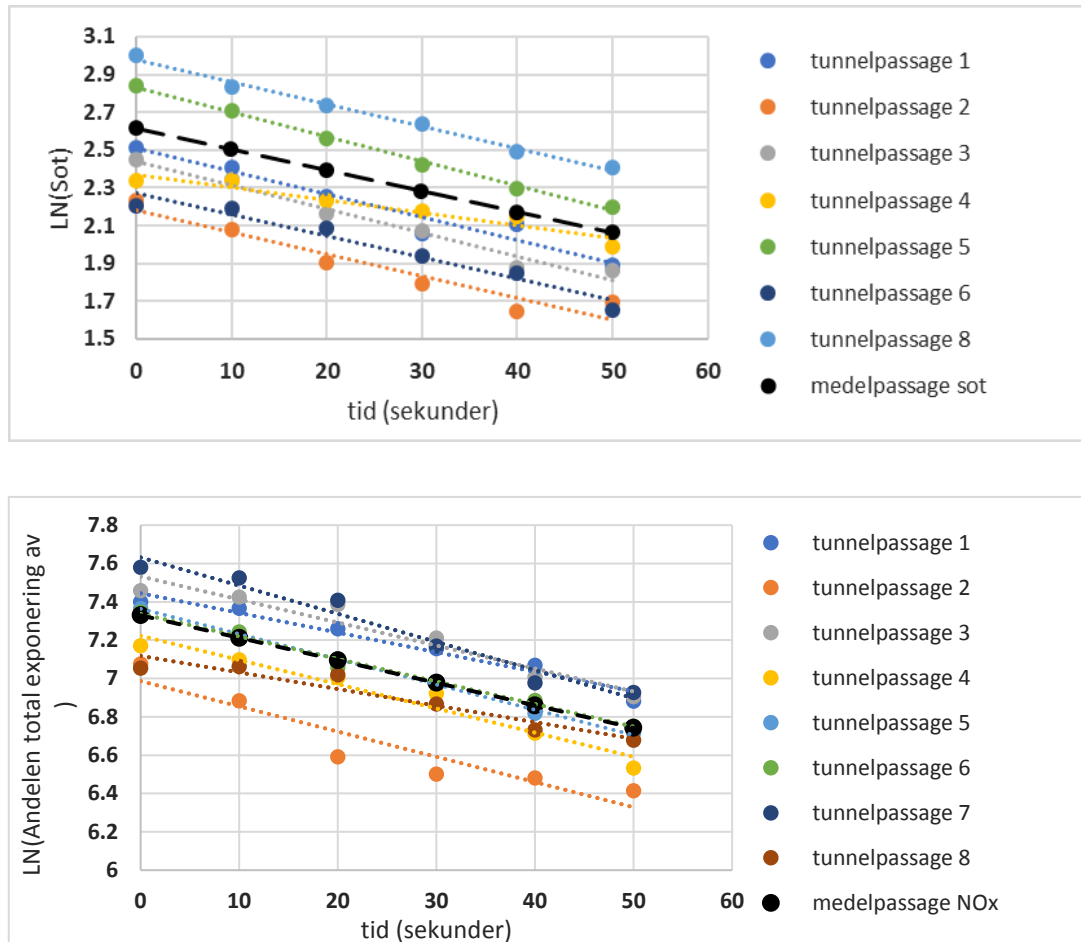 3.1
2.9
2.7
2.5
2.3
2.1
1.9
1.7
1.5
LN(Sot)
0 10 20 30 40 50 60
tid (sekunder)
tunnelpassage 1
tunnelpassage 2
tunnelpassage 3
tunnelpassage 4
tunnelpassage 5
tunnelpassage 6
tunnelpassage 8
medelpassage sot
7.8
7.6
7.4
7.2
7
6.8
6.6
6.4
6.2
6
LN(Andelen total exponering av
)
0 10 20 30 40 50 60
tid (sekunder)
tunnelpassage 1
tunnelpassage 2
tunnelpassage 3
tunnelpassage 4
tunnelpassage 5
tunnelpassage 6
tunnelpassage 7
tunnelpassage 8
medelpassage NOx